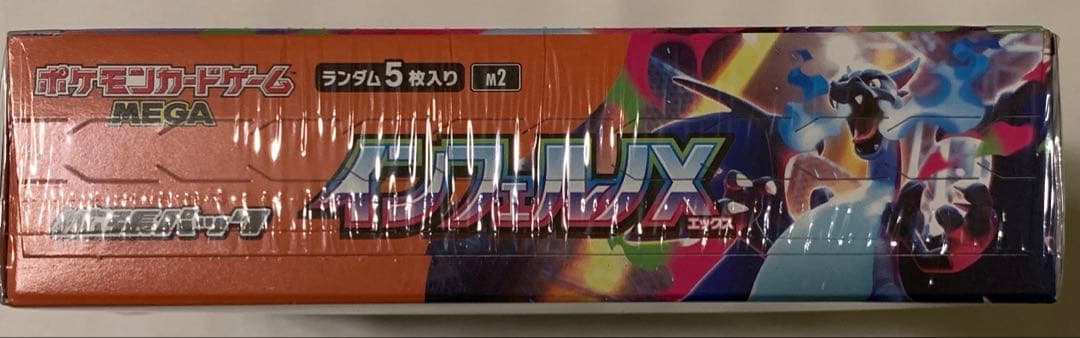 ポケモンカードゲーム
MEGA
ランダム5枚入り
M2
拡張パック
インフェルノX
エックス